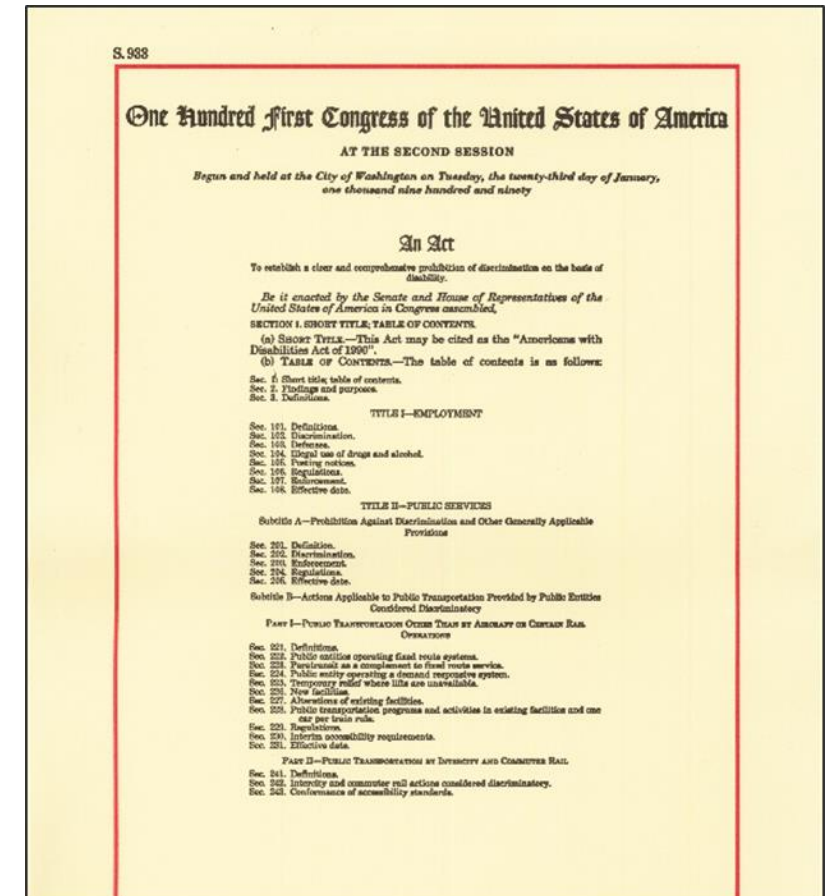 S. 933
One Hundred First Congress of the United States of America
AT THE SECOND SESSION
Begun and held at the City of Washington on Tuesday, the twenty-third day of January,
one thousand nine hundred and ninety
An Act
To establish a clear and comprehensive prohibition of discrimination on the basis of
disability.
Be it enacted by the Senate and House of Representatives of the
United States of America in Congress assembled,
SECTION 1. SHORT TITLE; TABLE OF CONTENTS.
(a) SHORT TITLE.—This Act may be cited as the "Americans with
Disabilities Act of 1990".
(b) TABLE OF CONTENTS.—The table of contents is as follows:
Sec. 1. Short title; table of contents.
Sec. 2. Findings and purposes.
Sec. 3. Definitions.
TITLE I—EMPLOYMENT
Sec. 101. Definitions.
Sec. 102. Discrimination.
Sec. 103. Defenses.
Sec. 104. Illegal use of drugs and alcohol.
Sec. 105. Posting notices.
Sec. 106. Regulations.
Sec. 107. Enforcement.
Sec. 108. Effective date.
TITLE II—PUBLIC SERVICES
Subtitle A—Prohibition Against Discrimination and Other Generally Applicable
Provisions
Sec. 201. Definition.
Sec. 202. Discrimination.
Sec. 203. Enforcement.
Sec. 204. Regulations.
Sec. 205. Effective date.
Subtitle B—Actions Applicable to Public Transportation Provided by Public Entities
Considered Discriminatory
PART I—PUBLIC TRANSPORTATION OTHER THAN BY AIRCRAFT OR CERTAIN RAIL
OPERATIONS
Sec. 221. Definitions.
Sec. 222. Public entities operating fixed route systems.
Sec. 223. Paratransit as a complement to fixed route service.
Sec. 224. Public entity operating a demand responsive system.
Sec. 225. Temporary relief where lifts are unavailable.
Sec. 226. New facilities.
Sec. 227. Alterations of existing facilities.
Sec. 228. Public transportation programs and activities in existing facilities and one
car per train rule.
Sec. 229. Regulations.
Sec. 230. Interim accessibility requirements.
Sec. 231. Effective date.
PART II—PUBLIC TRANSPORTATION BY INTERCITY AND COMMUTER RAIL
Sec. 241. Definitions.
Sec. 242. Intercity and commuter rail actions considered discriminatory.
Sec. 243. Conformance of accessibility standards.